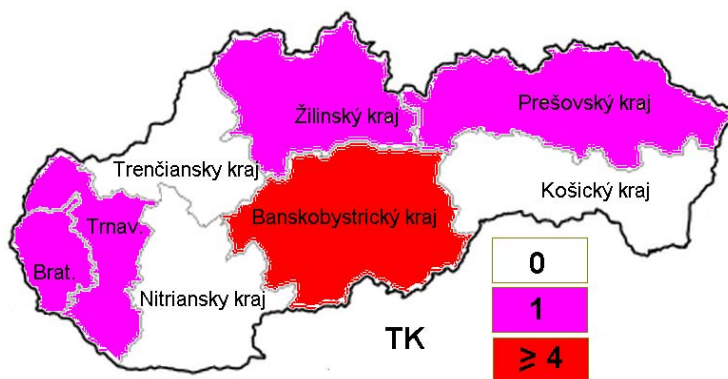 Žilinský kraj
Prešovský kraj
Trenčiansky kraj
Košický kraj
Trnav.
Banskobystrický kraj
Brat.
Nitriansky kraj
TK
0
1
≥ 4